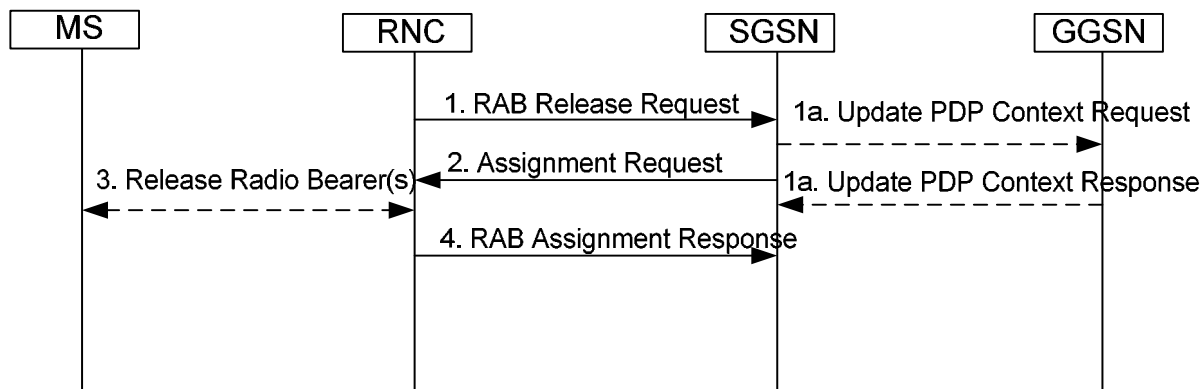 MS
RNC
SGSN
GGSN
1. RAB Release Request
1a. Update PDP Context Request
2. Assignment Request
3. Release Radio Bearer(s)
1a. Update PDP Context Response
4. RAB Assignment Response